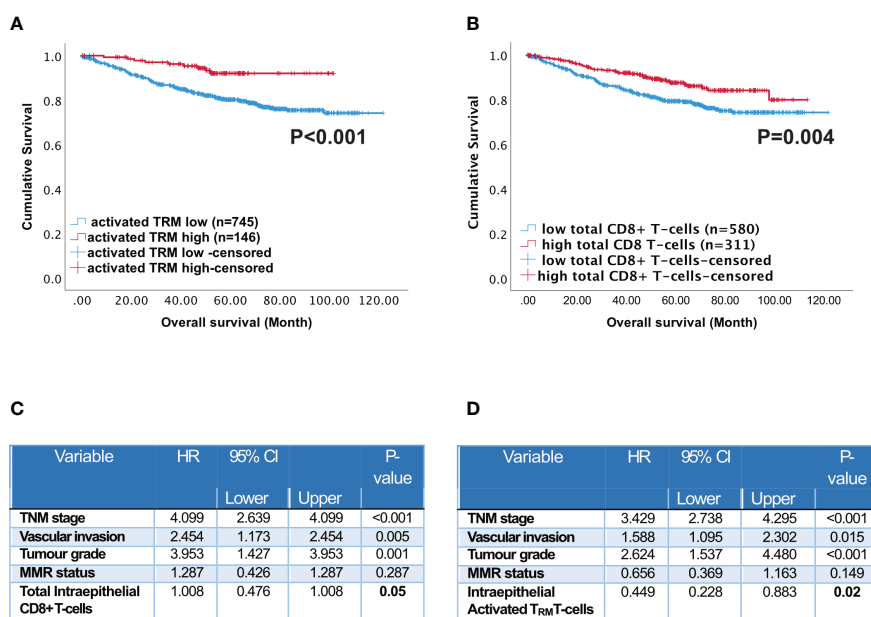 A
1.0
0.8
0.6
0.4
0.2
0.0
Cumulative Survival
P<0.001
activated TRM low (n=745)
activated TRM high (n=146)
activated TRM low -censored
activated TRM high-censored
.00 20.00 40.00 60.00 80.00 100.00 120.00
Overall survival (Month)
B
1.0
0.8
0.6
0.4
0.2
0.0
Cumulative Survival
P=0.004
low total CD8+ T-cells (n=580)
high total CD8 T-cells (n=311)
low total CD8+ T-cells-censored
high total CD8+ T-cells-censored
.00 20.00 40.00 60.00 80.00 100.00 120.00
Overall survival (Month)
C
Variable HR 95% CI P-
value
Lower Upper
TNM stage 4.099 2.639 4.099 <0.001
Vascular invasion 2.454 1.173 2.454 0.005
Tumour grade 3.953 1.427 3.953 0.001
MMR status 1.287 0.426 1.287 0.287
Total Intraepithelial 1.008 0.476 1.008 0.05
CD8+T-cells
D
Variable HR 95% CI P-
value
Lower Upper
TNM stage 3.429 2.738 4.295 <0.001
Vascular invasion 1.588 1.095 2.302 0.015
Tumour grade 2.624 1.537 4.480 <0.001
MMR status 0.656 0.369 1.163 0.149
Intraepithelial 0.449 0.228 0.883 0.02
Activated TRMT-cells